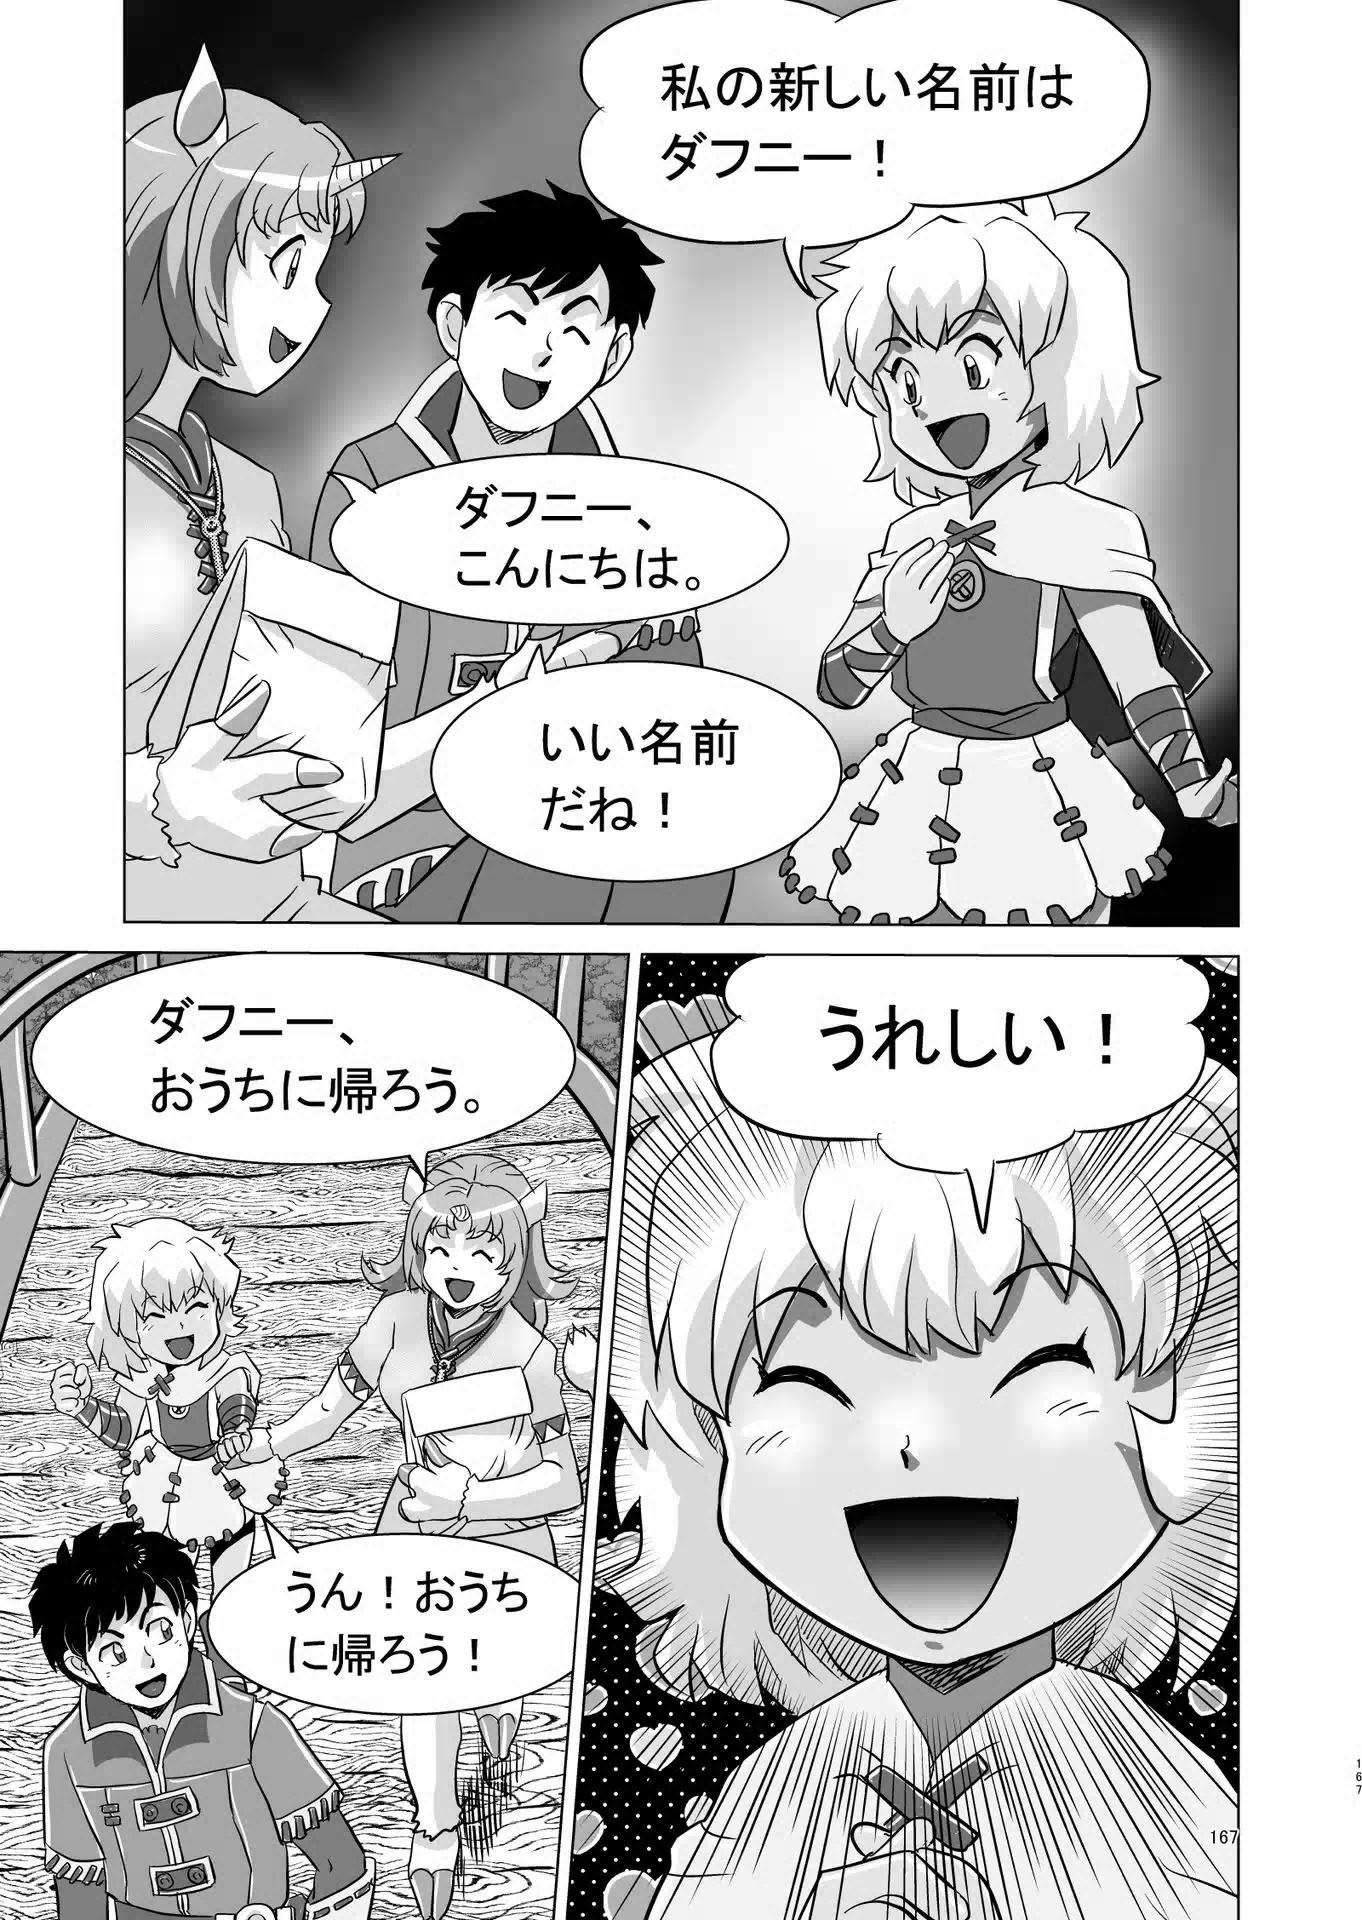 私の新しい名前は
ダフニー！
ダフニー、
こんにちは。
いい名前
だね！
うれしい！
ダフニー、
おうちに帰ろう。
うん！おうち
に帰ろう！
167
167